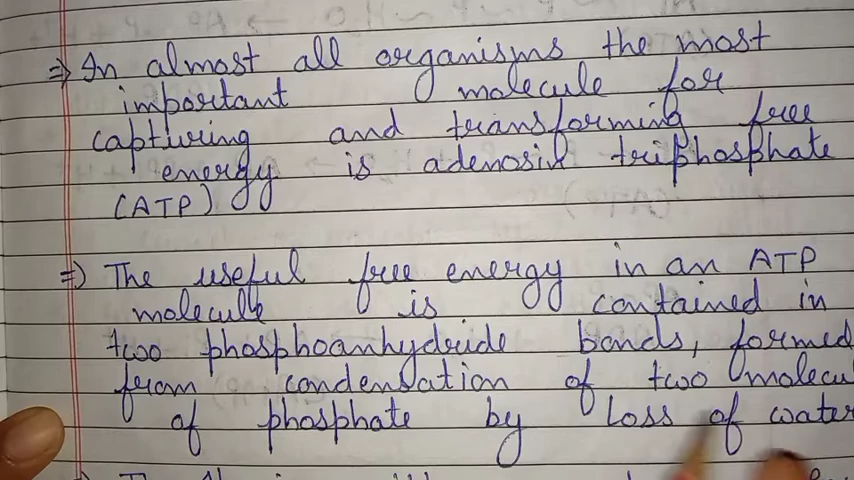 ⇒ In almost all organisms the most
important molecule for
capturing and transforming free
energy is adenosin triphosphate
(ATP)
⇒ The useful free energy in an ATP
molecule is contained in
two phosphoanhydride bonds, formed
from condensation of two molecu
of phosphate by loss of water